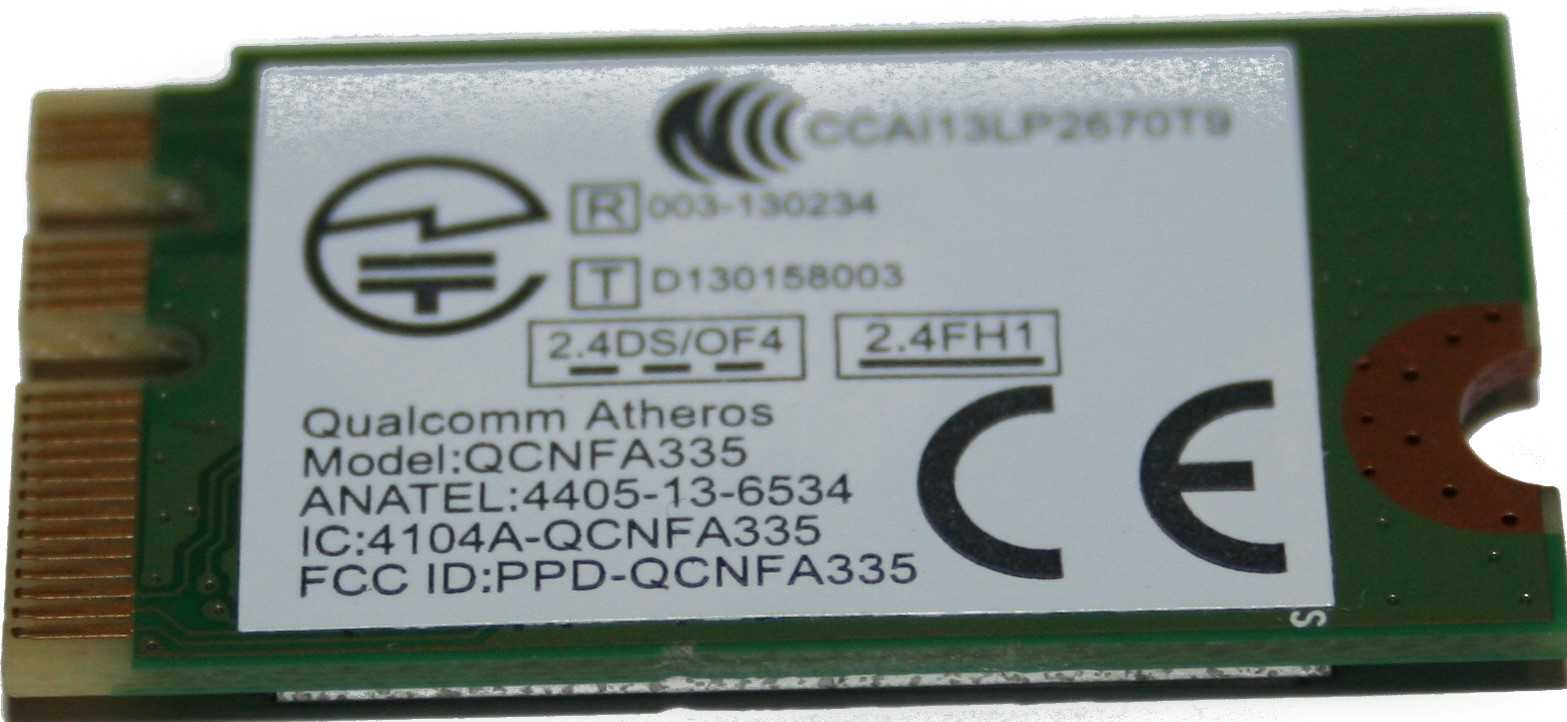 CCAI13LP2670T9
R 003-130234
T D130158003
2.4DS/OF4 2.4FH1
Qualcomm Atheros
Model:QCNFA335
ANATEL:4405-13-6534
IC:4104A-QCNFA335
FCC ID:PPD-QCNFA335
CE
S